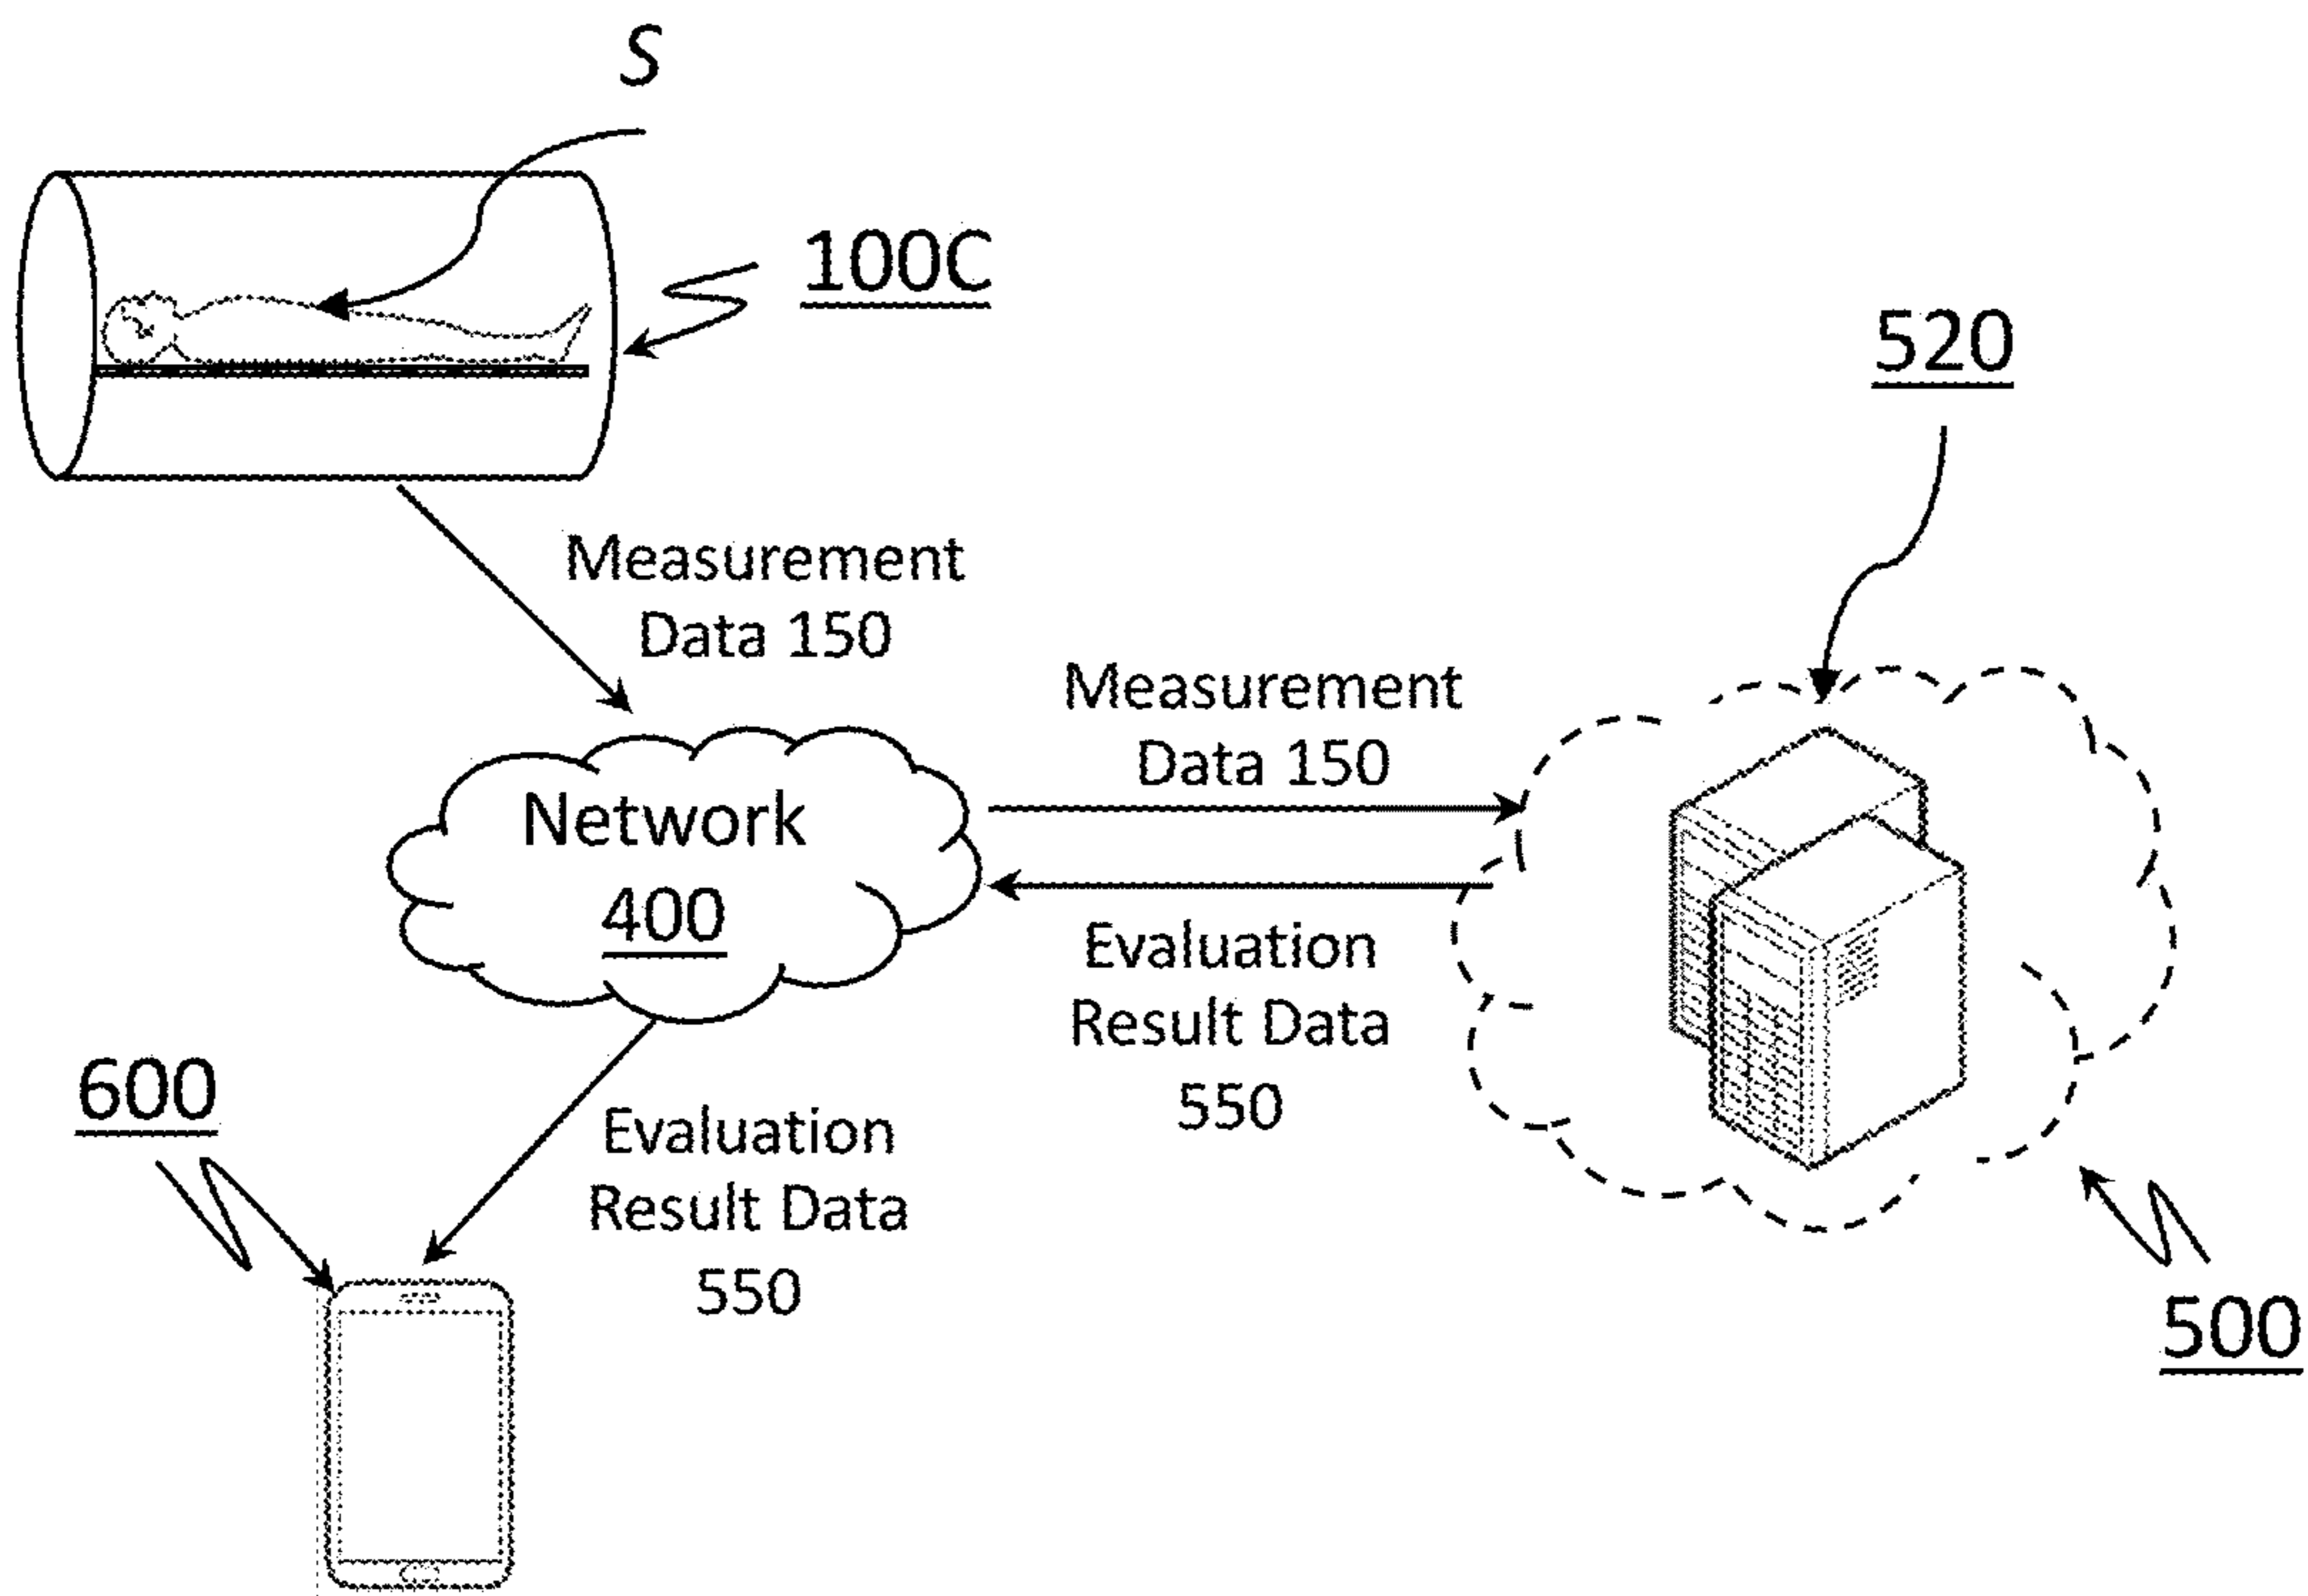 S
100C
520
Measurement
Data 150
Measurement
Data 150
Network
400
Evaluation
Result Data
550
600
Evaluation
Result Data
550
500